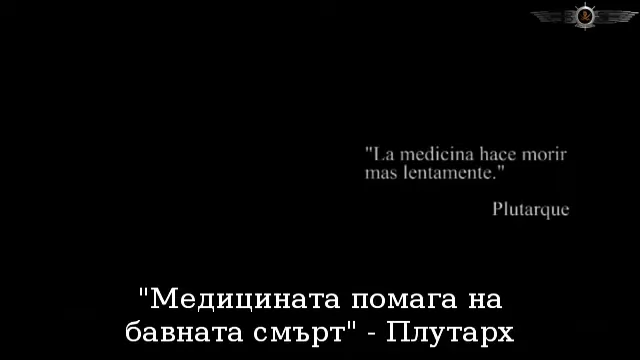 "La medicina hace morir
mas lentamente."
Plutarque
"Медицината помага на
бавната смърт" - Плутарх